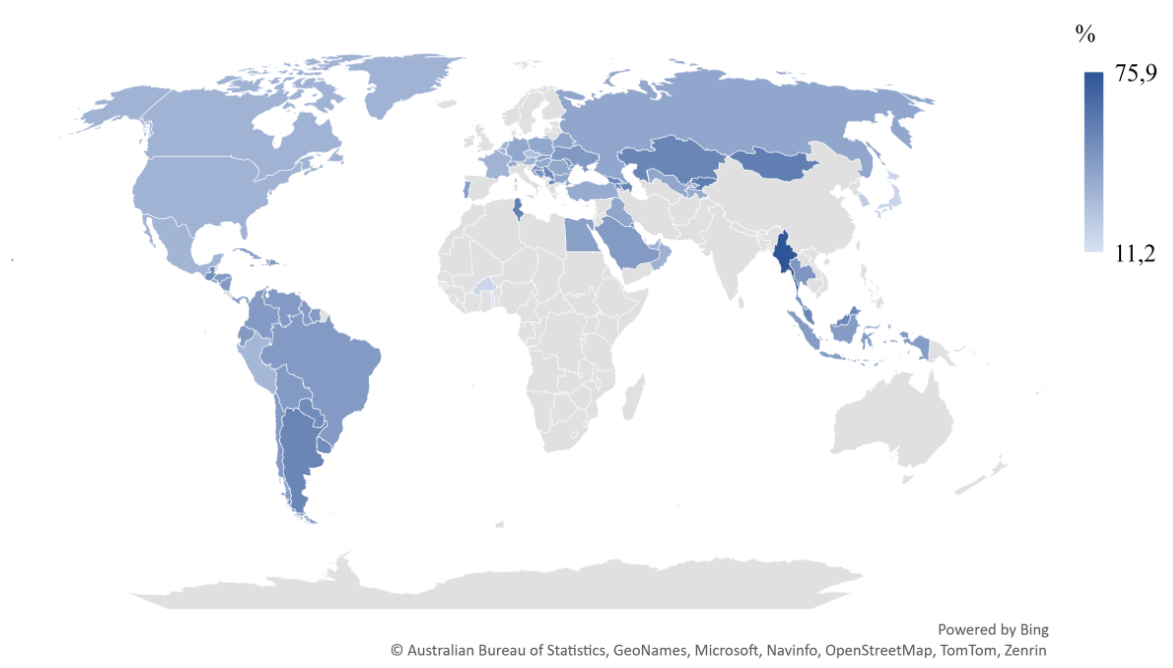 %
75,9
11,2
Powered by Bing
© Australian Bureau of Statistics, GeoNames, Microsoft, Navinfo, OpenStreetMap, TomTom, Zenrin